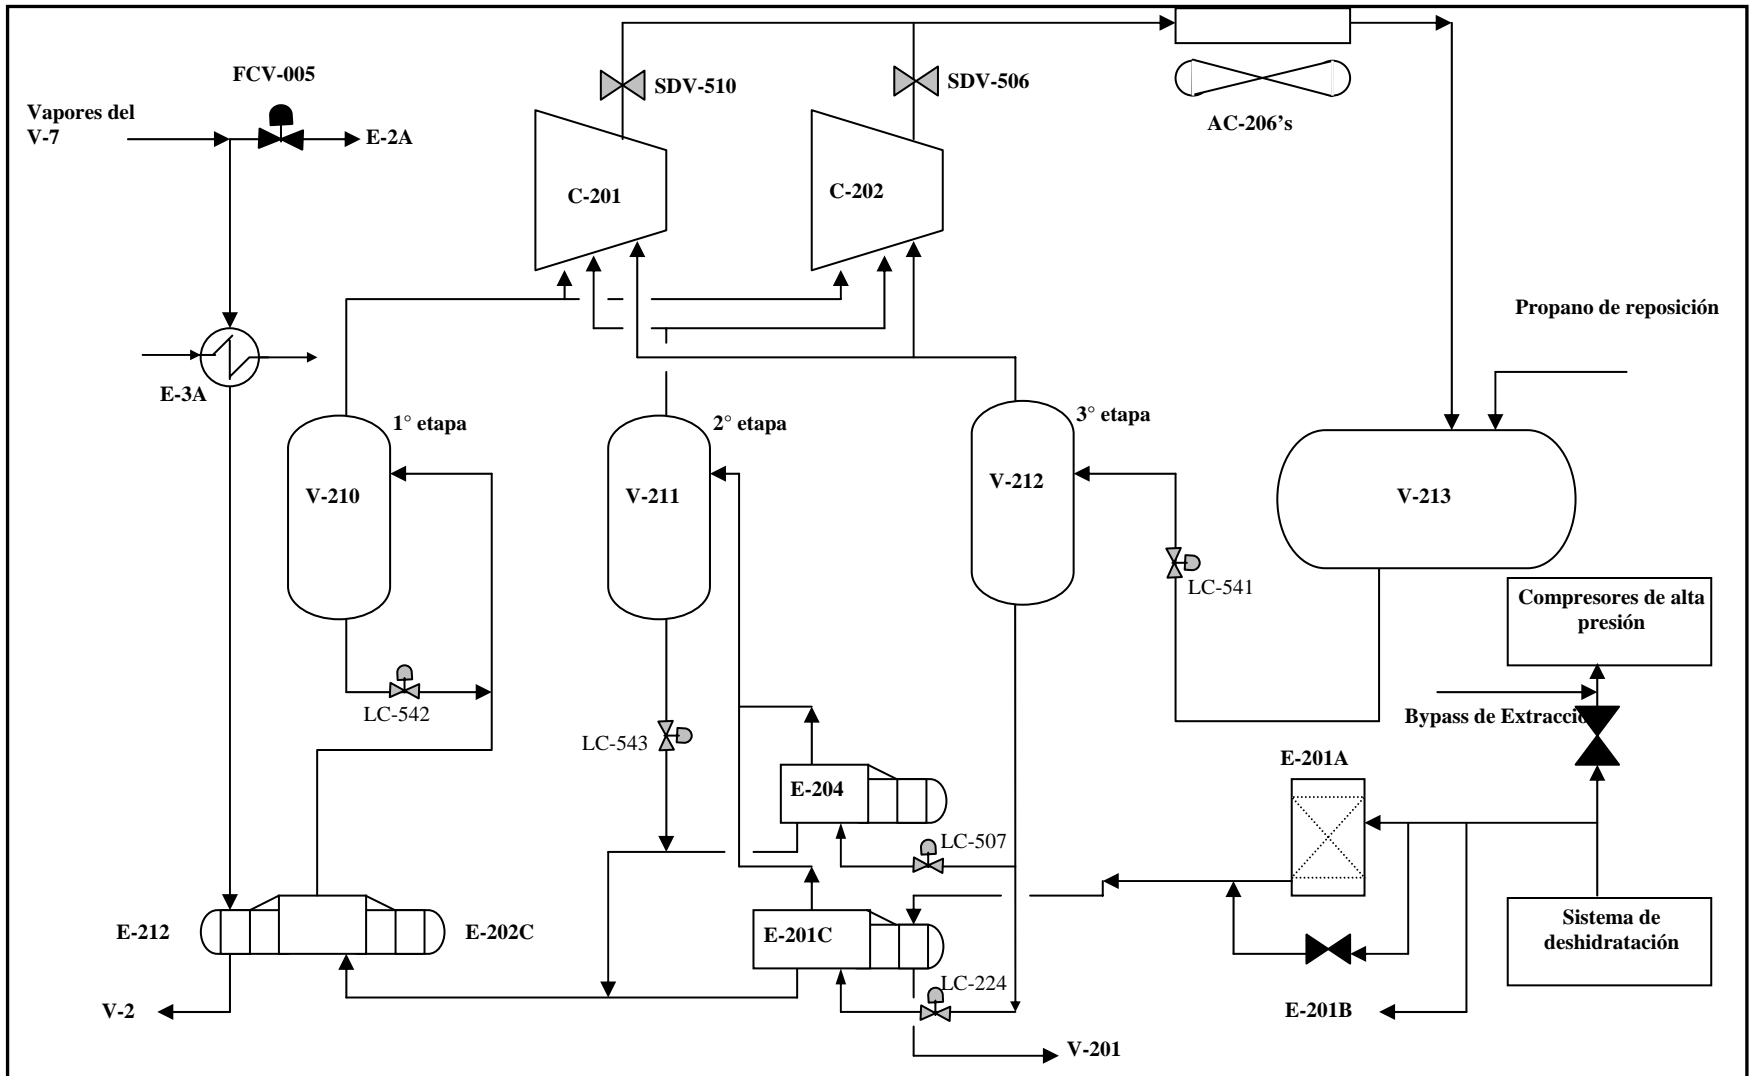 FCV-005
Vapores del
V-7
E-2A
SDV-510
SDV-506
AC-206’s
C-201
C-202
Propano de reposición
E-3A
1° etapa
2° etapa
3° etapa
V-210
V-211
V-212
V-213
LC-541
Compresores de alta
presión
LC-542
LC-543
Bypass de Extracció
E-201A
E-204
LC-507
E-212
E-202C
E-201C
Sistema de
deshidratación
LC-224
V-2
E-201B
V-201